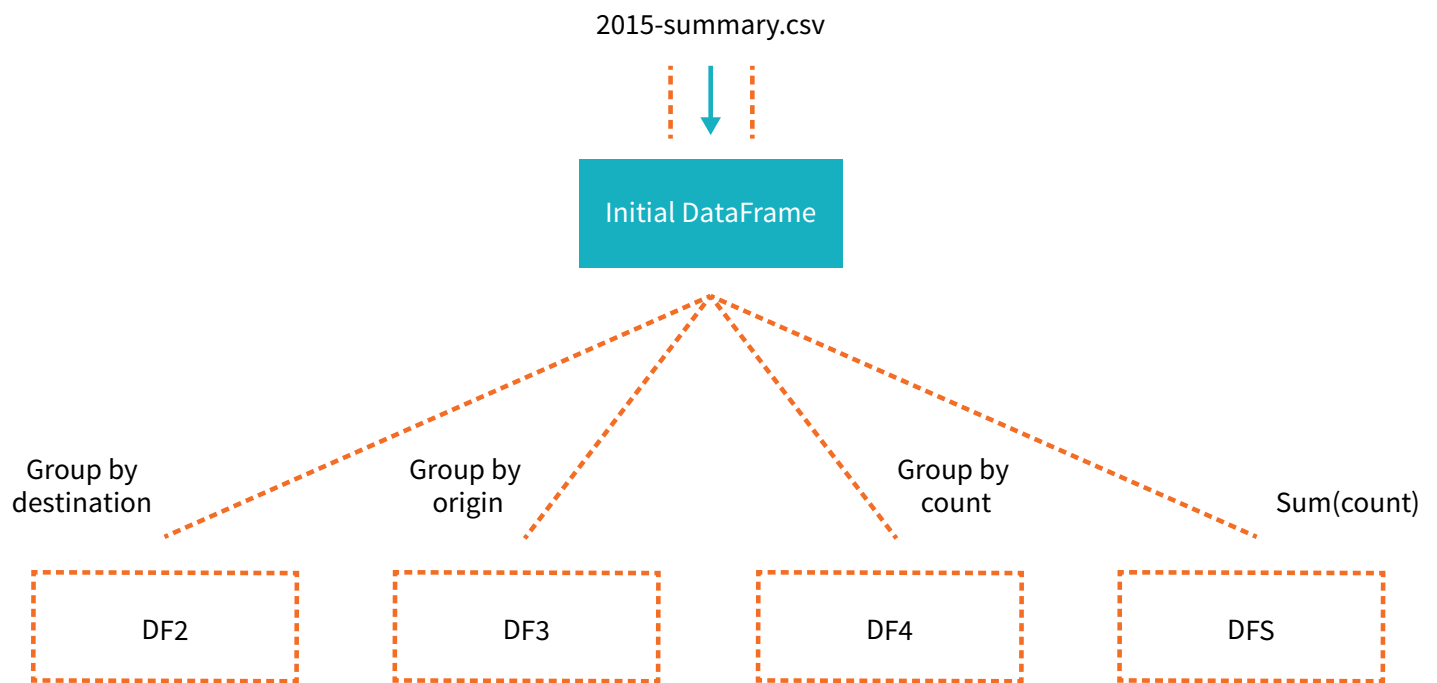 2015-summary.csv
Initial DataFrame
Group by
destination
Group by
origin
Group by
count
Sum(count)
DF2
DF3
DF4
DFS